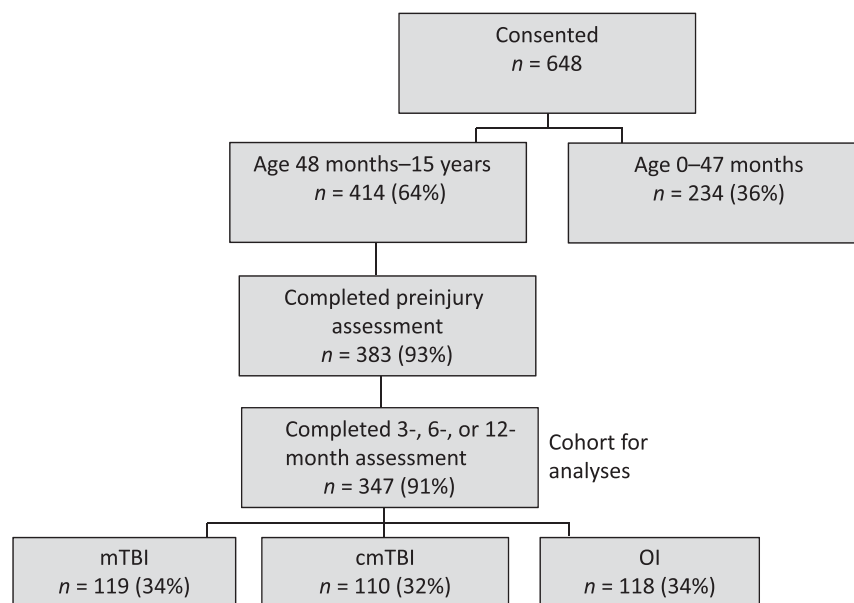 Consented
n = 648
Age 48 months–15 years
n = 414 (64%)
Age 0–47 months
n = 234 (36%)
Completed preinjury
assessment
n = 383 (93%)
Completed 3-, 6-, or 12-
month assessment
n = 347 (91%)
Cohort for
analyses
mTBI
n = 119 (34%)
cmTBI
n = 110 (32%)
OI
n = 118 (34%)